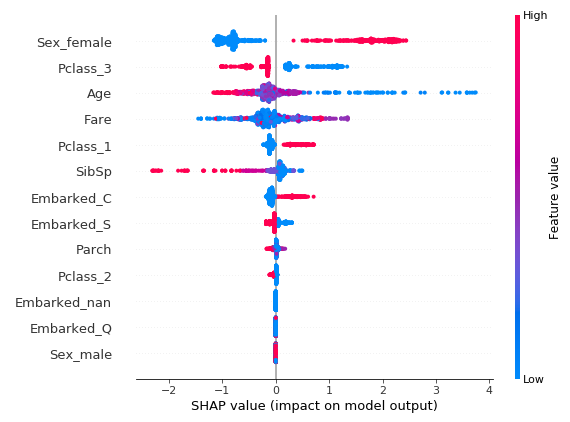 High
Sex_female
Pclass_3
Age
Fare
Pclass_1
SibSp
Embarked_C
Embarked_S
Parch
Pclass_2
Embarked_nan
Embarked_Q
Sex_male
Feature value
Low
−2 −1 0 1 2 3 4
SHAP value (impact on model output)